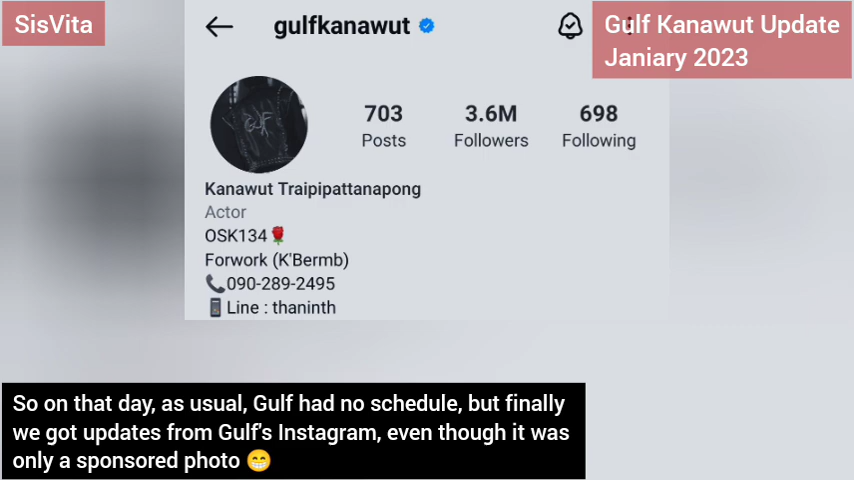 SisVita
gulfkanawut
Gulf Kanawut Update
Janiary 2023
703
3.6M
698
Posts
Followers
Following
Kanawut Traipipattanapong
Actor
OSK134🌹
Forwork (K'Bermb)
📞090-289-2495
📱Line : thaninth
So on that day, as usual, Gulf had no schedule, but finally
we got updates from Gulf's Instagram, even though it was
only a sponsored photo 😁